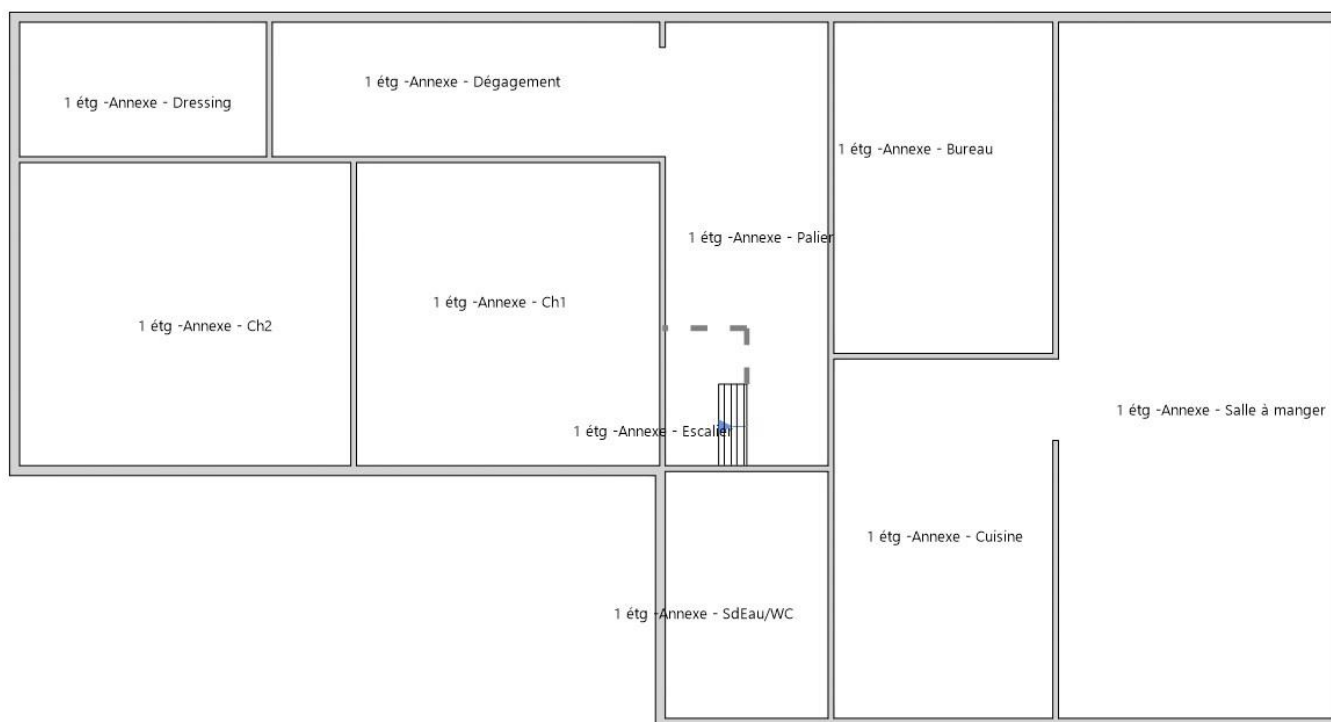 1 étg -Annexe - Dressing
1 étg -Annexe - Dégagement
1 étg -Annexe - Bureau
1 étg -Annexe - Palier
1 étg -Annexe - Ch1
1 étg -Annexe - Ch2
1 étg -Annexe - Salle à manger
1 étg -Annexe - Escalier
1 étg -Annexe - Cuisine
1 étg -Annexe - SdEau/WC